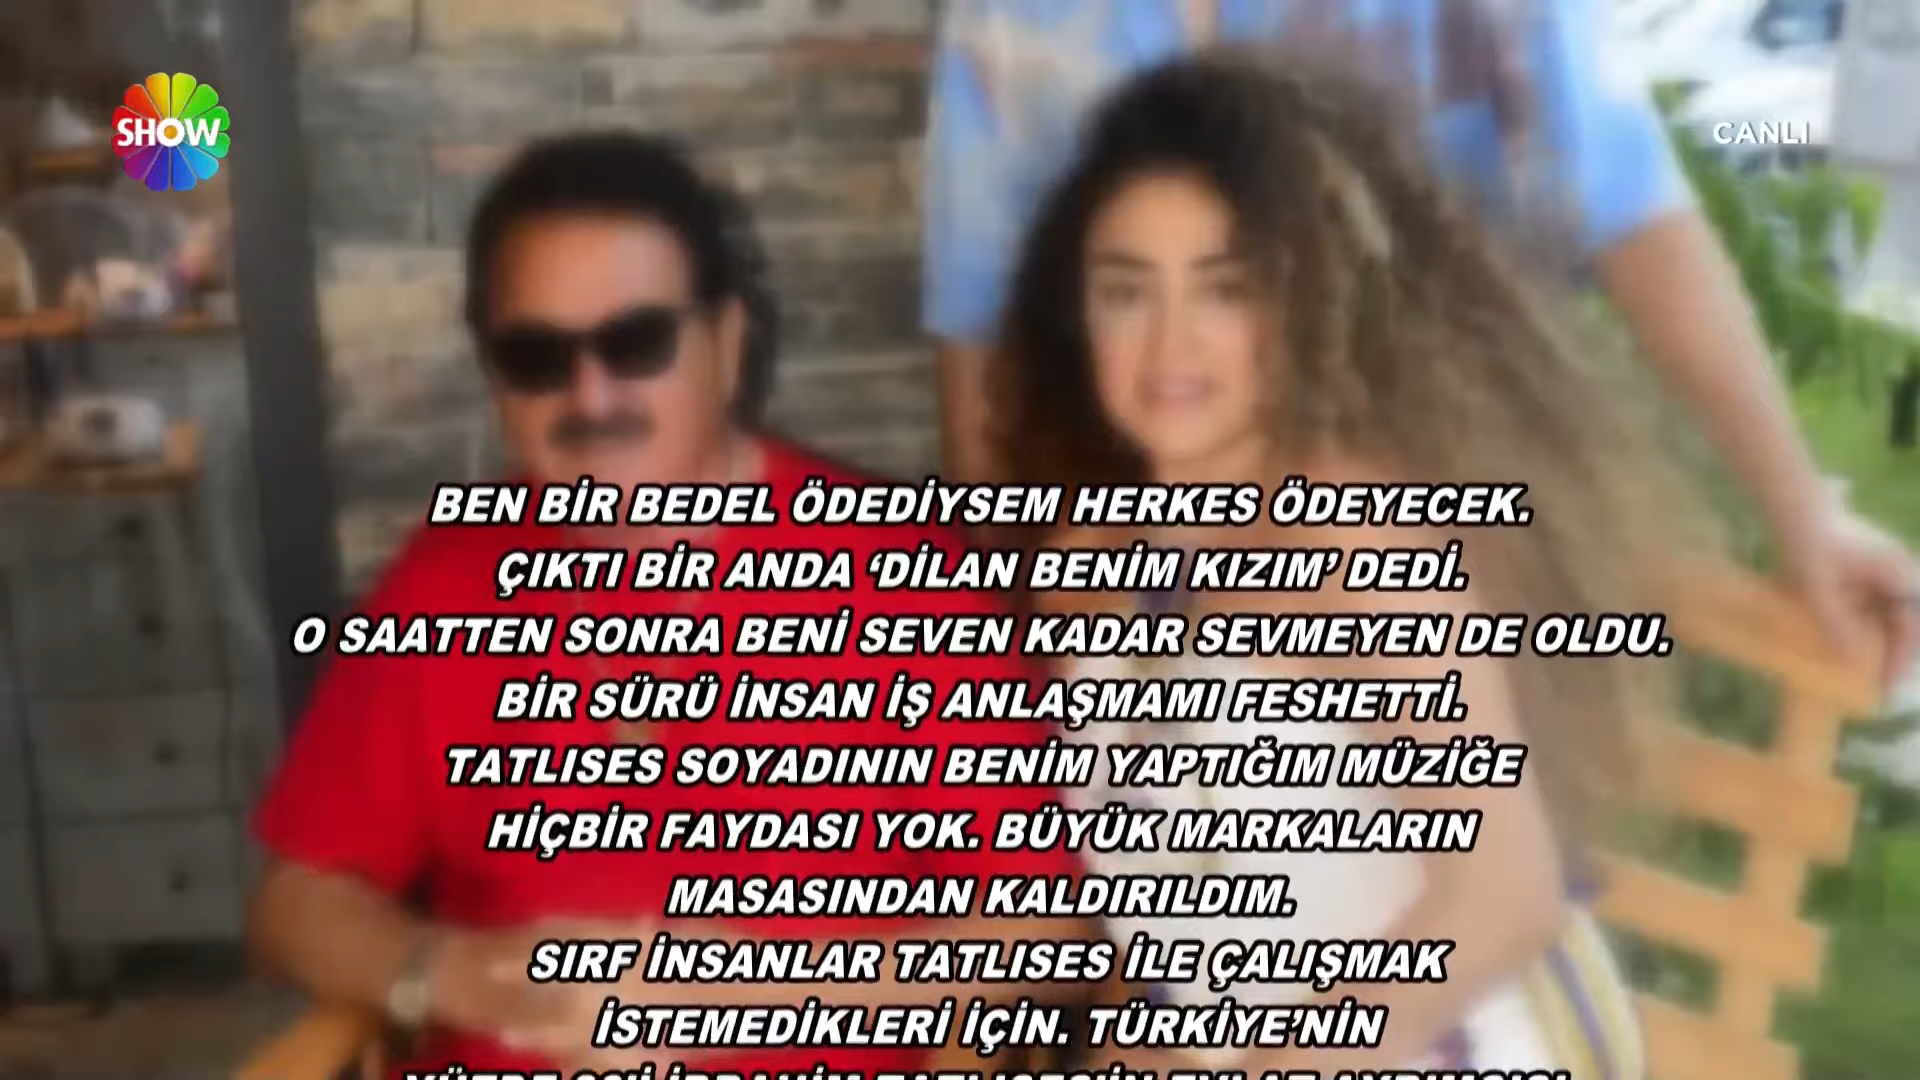 SHOW
CANLI
BEN BİR BEDEL ÖDEDİYSEM HERKES ÖDEYECEK.
ÇIKTI BİR ANDA ‘DİLAN BENİM KIZIM’ DEDİ.
O SAATTEN SONRA BENİ SEVEN KADAR SEVMEYEN DE OLDU.
BİR SÜRÜ İNSAN İŞ ANLAŞMAMI FESHETTİ.
TATLISES SOYADININ BENİM YAPTIĞIM MÜZİĞE
HİÇBİR FAYDASI YOK. BÜYÜK MARKALARIN
MASASINDAN KALDIRILDIM.
SIRF İNSANLAR TATLISES İLE ÇALIŞMAK
İSTEMEDİKLERİ İÇİN. TÜRKİYE’NİN